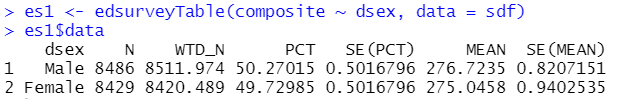 > es1 <- edsurveyTable(composite ~ dsex, data = sdf)
> es1$data
dsex N WTD_N PCT SE(PCT) MEAN SE(MEAN)
1 Male 8486 8511.974 50.27015 0.5016796 276.7235 0.8207151
2 Female 8429 8420.489 49.72985 0.5016796 275.0458 0.9402535